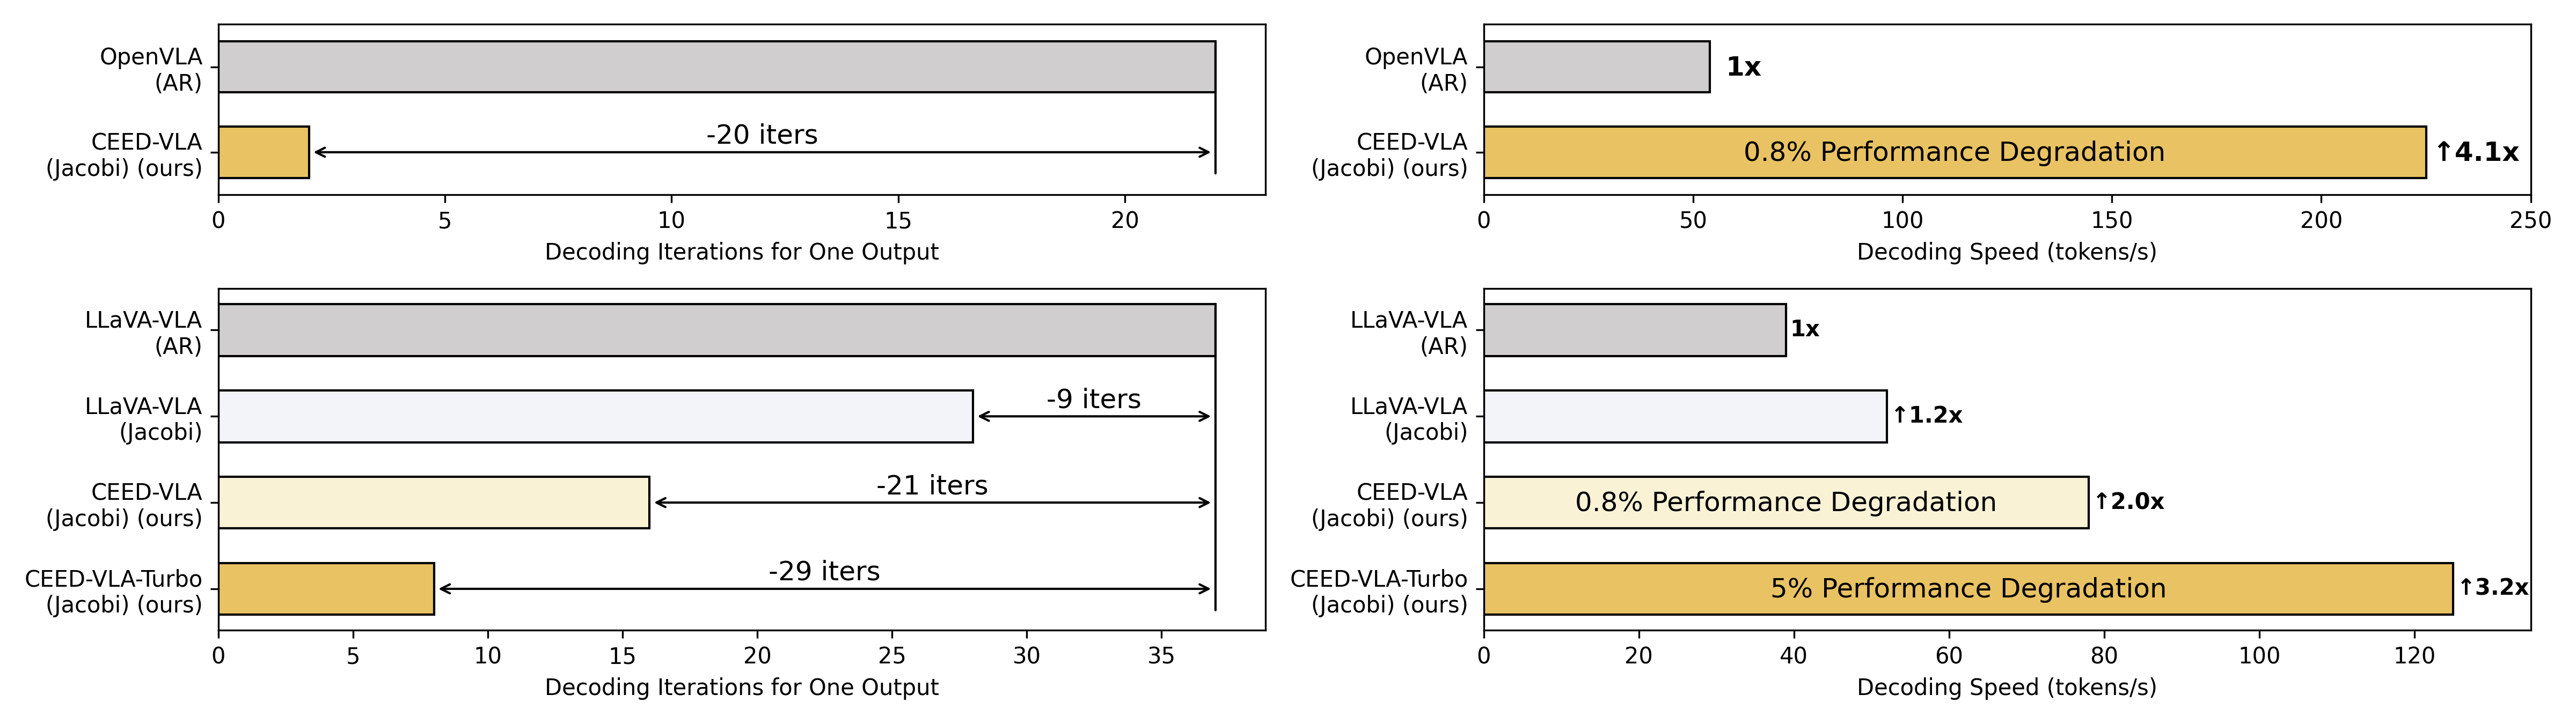 OpenVLA
(AR)
CEED-VLA
(Jacobi) (ours)
-20 iters
0
5
10
15
20
Decoding Iterations for One Output
OpenVLA
(AR)
1x
CEED-VLA
(Jacobi) (ours)
0.8% Performance Degradation
↑4.1x
0
50
100
150
200
250
Decoding Speed (tokens/s)
LLaVA-VLA
(AR)
LLaVA-VLA
(Jacobi)
-9 iters
CEED-VLA
(Jacobi) (ours)
-21 iters
CEED-VLA-Turbo
(Jacobi) (ours)
-29 iters
0
5
10
15
20
25
30
35
Decoding Iterations for One Output
LLaVA-VLA
(AR)
1x
LLaVA-VLA
(Jacobi)
↑1.2x
CEED-VLA
(Jacobi) (ours)
0.8% Performance Degradation
↑2.0x
CEED-VLA-Turbo
(Jacobi) (ours)
5% Performance Degradation
↑3.2x
0
20
40
60
80
100
120
Decoding Speed (tokens/s)